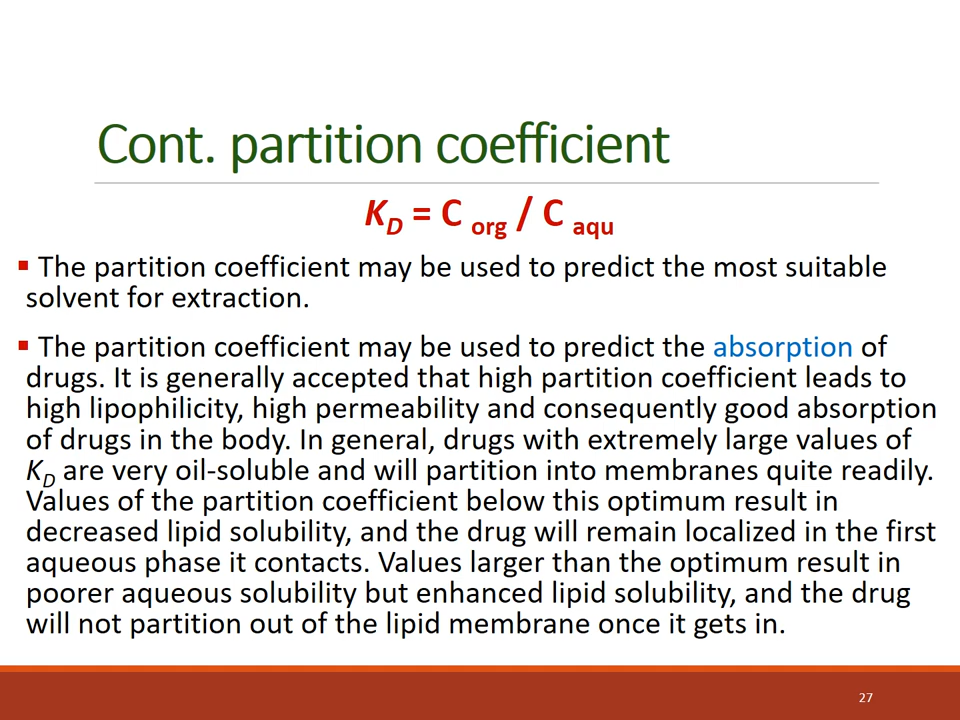 Cont. partition coefficient
K_D = C org / C aqu
▪ The partition coefficient may be used to predict the most suitable
solvent for extraction.
▪ The partition coefficient may be used to predict the absorption of
drugs. It is generally accepted that high partition coefficient leads to
high lipophilicity, high permeability and consequently good absorption
of drugs in the body. In general, drugs with extremely large values of
K_D are very oil-soluble and will partition into membranes quite readily.
Values of the partition coefficient below this optimum result in
decreased lipid solubility, and the drug will remain localized in the first
aqueous phase it contacts. Values larger than the optimum result in
poorer aqueous solubility but enhanced lipid solubility, and the drug
will not partition out of the lipid membrane once it gets in.
27